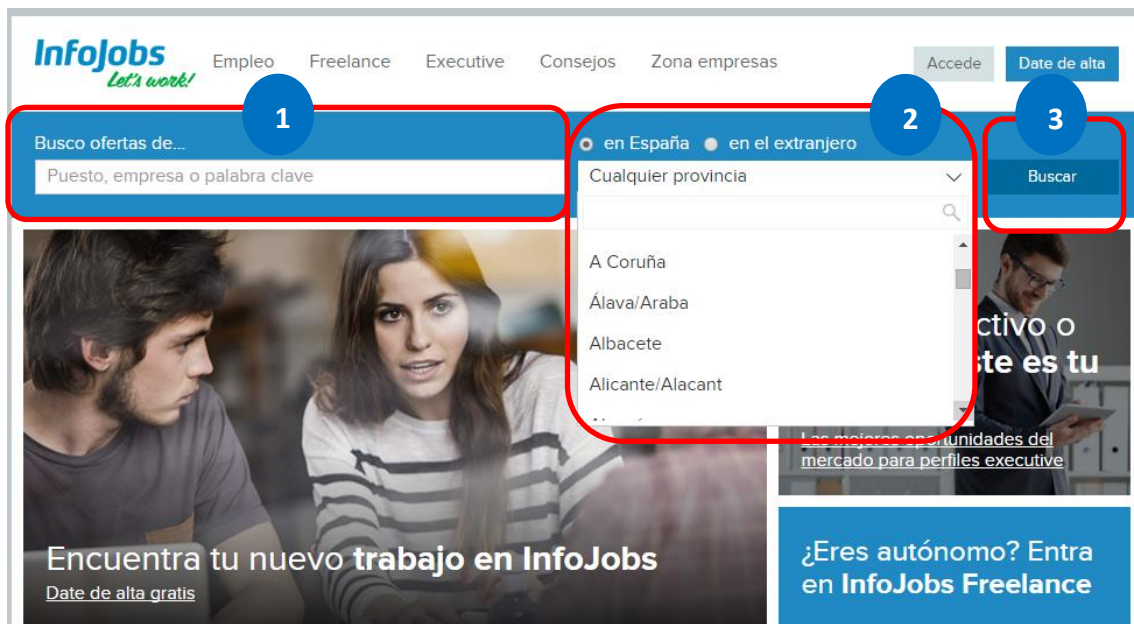 InfoJobs
Let's work!
Empleo Freelance Executive Consejos Zona empresas Accede Date de alta
1
2
3
Busco ofertas de...
en España en el extranjero
Puesto, empresa o palabra clave
Cualquier provincia
Buscar
A Coruña
Álava/Araba
Albacete
Alicante/Alacant
ctivo o
ste es tu
Las mejores oportunidades del
mercado para perfiles executive
Encuentra tu nuevo trabajo en InfoJobs
Date de alta gratis
¿Eres autónomo? Entra
en InfoJobs Freelance